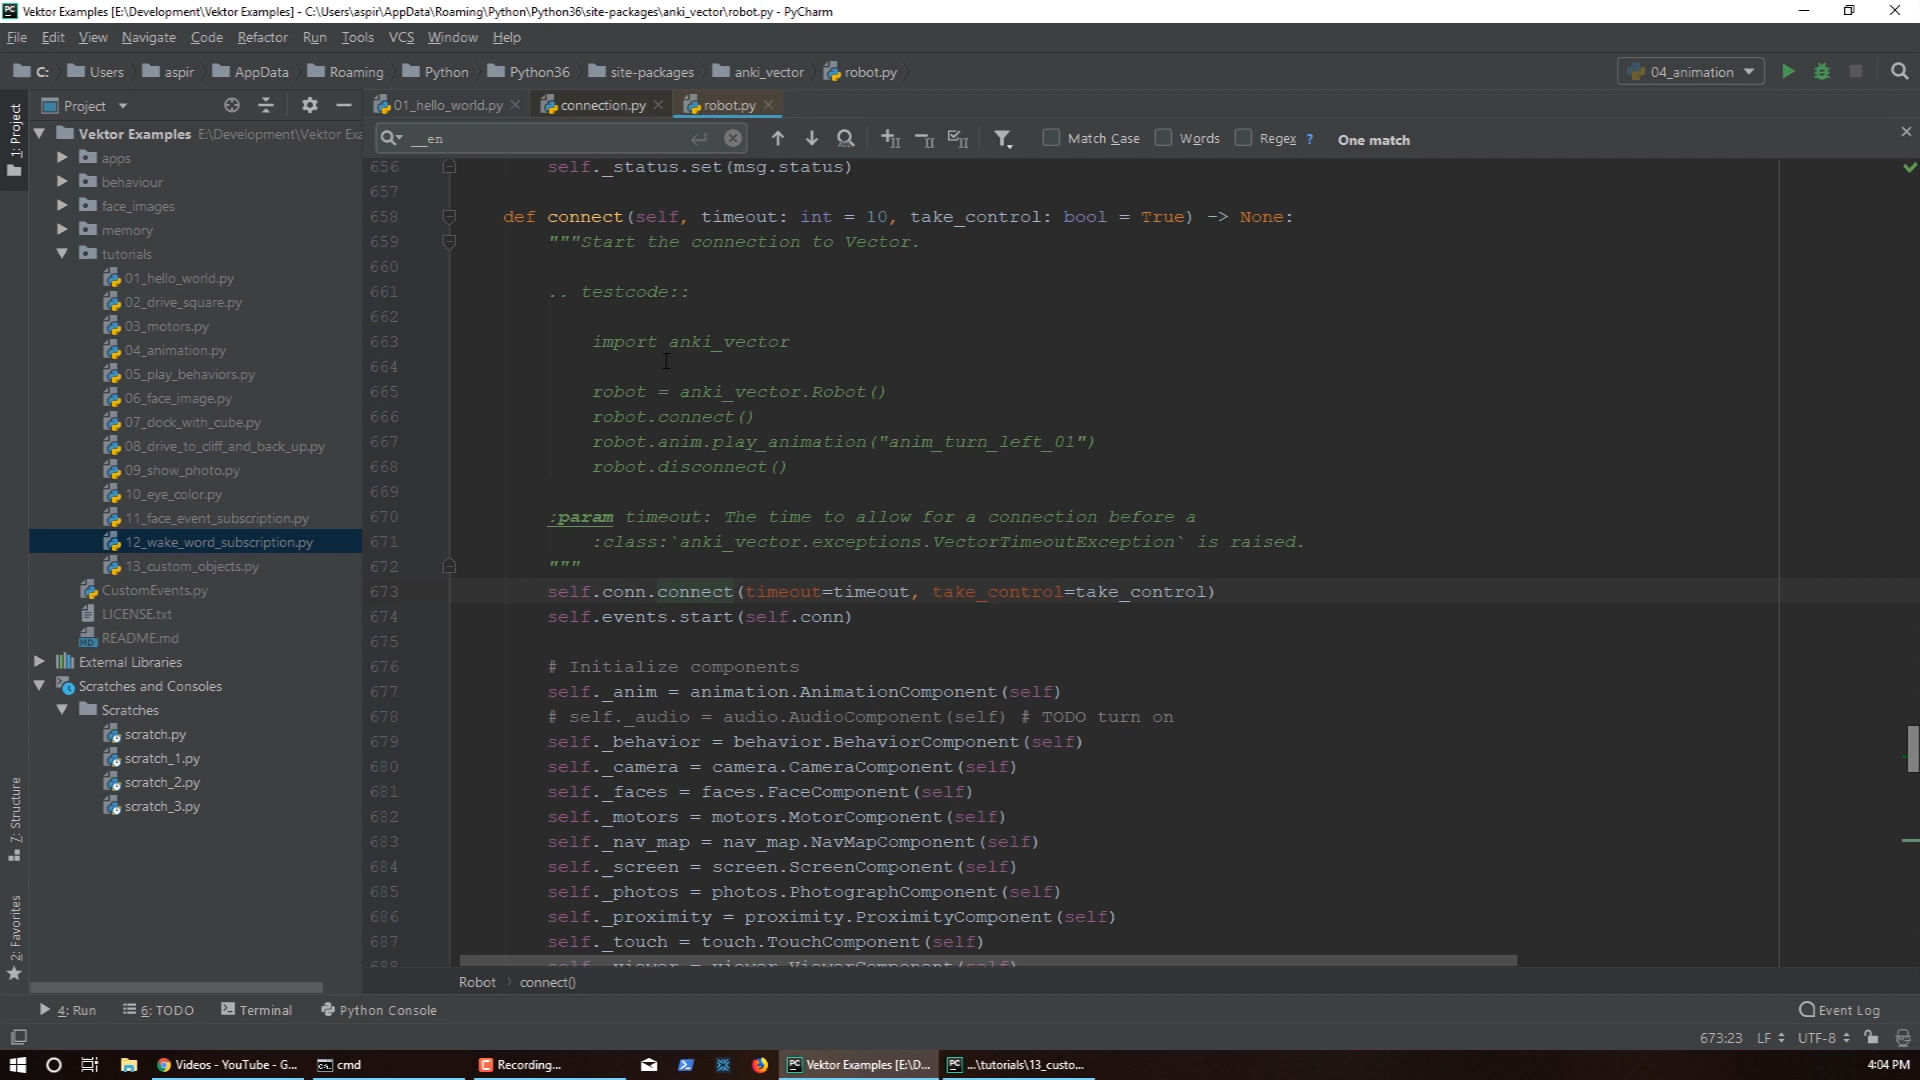 Vektor Examples [E:\Development\Vektor Examples] - C:\Users\aspir\AppData\Roaming\Python\Python36\site-packages\anki_vector\robot.py - PyCharm
File Edit View Navigate Code Refactor Run Tools VCS Window Help
C: Users aspir AppData Roaming Python Python36 site-packages anki_vector robot.py
04_animation
Project
01_hello_world.py connection.py robot.py
__en
Match Case Words Regex ? One match
1: Project
7: Structure
2: Favorites
Vektor Examples E:\Development\Vektor Exa
apps
behaviour
face_images
memory
tutorials
01_hello_world.py
02_drive_square.py
03_motors.py
04_animation.py
05_play_behaviors.py
06_face_image.py
07_dock_with_cube.py
08_drive_to_cliff_and_back_up.py
09_show_photo.py
10_eye_color.py
11_face_event_subscription.py
12_wake_word_subscription.py
13_custom_objects.py
CustomEvents.py
LICENSE.txt
README.md
External Libraries
Scratches and Consoles
Scratches
scratch.py
scratch_1.py
scratch_2.py
scratch_3.py
656 self._status.set(msg.status)
657
658 def connect(self, timeout: int = 10, take_control: bool = True) -> None:
659 """Start the connection to Vector.
660
661 .. testcode::
662
663 import anki_vector
664
665 robot = anki_vector.Robot()
666 robot.connect()
667 robot.anim.play_animation("anim_turn_left_01")
668 robot.disconnect()
669
670 :param timeout: The time to allow for a connection before a
671 :class:`anki_vector.exceptions.VectorTimeoutException` is raised.
672 """
673 self.conn.connect(timeout=timeout, take_control=take_control)
674 self.events.start(self.conn)
675
676 # Initialize components
677 self._anim = animation.AnimationComponent(self)
678 # self._audio = audio.AudioComponent(self) # TODO turn on
679 self._behavior = behavior.BehaviorComponent(self)
680 self._camera = camera.CameraComponent(self)
681 self._faces = faces.FaceComponent(self)
682 self._motors = motors.MotorComponent(self)
683 self._nav_map = nav_map.NavMapComponent(self)
684 self._screen = screen.ScreenComponent(self)
685 self._photos = photos.PhotographComponent(self)
686 self._proximity = proximity.ProximityComponent(self)
687 self._touch = touch.TouchComponent(self)
688 self._viewer = viewer.ViewerComponent(self)
Robot connect()
4: Run 6: TODO Terminal Python Console Event Log
673:23 LF UTF-8
Videos - YouTube - G... cmd Recording... Vektor Examples [E:\D... ...\tutorials\13_custo... 4:04 PM